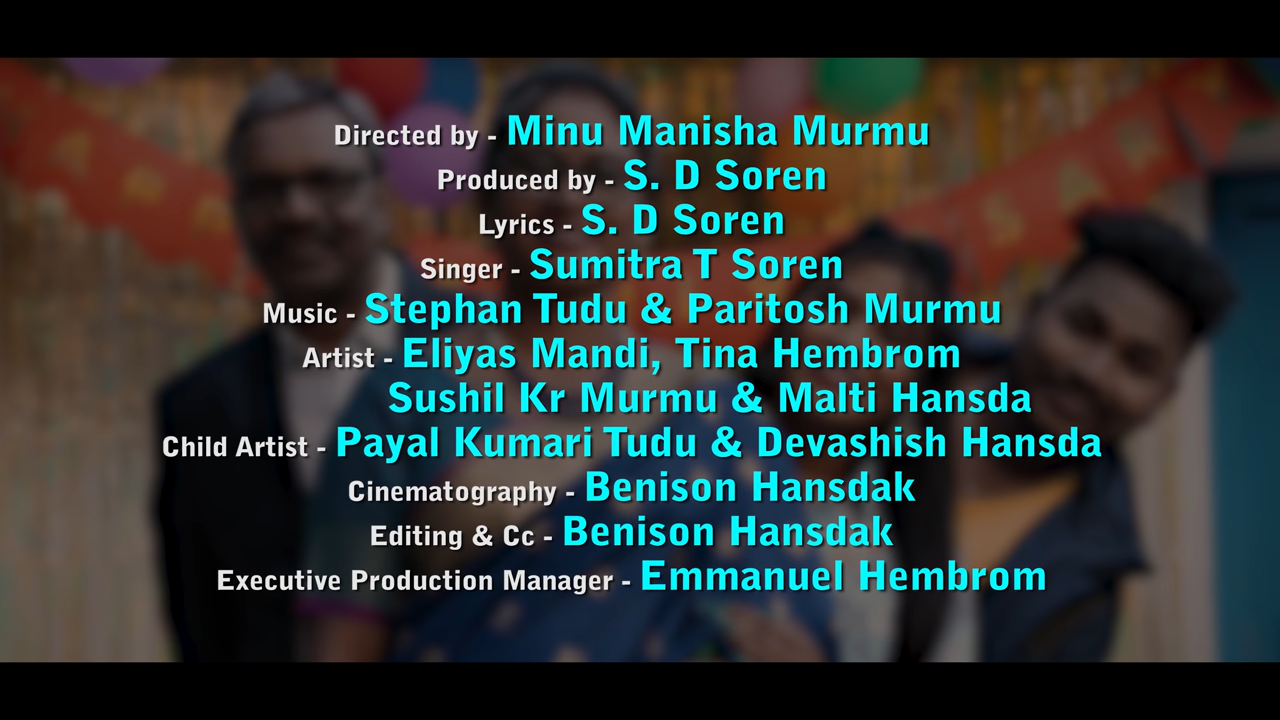 Directed by - Minu Manisha Murmu
Produced by - S. D Soren
Lyrics - S. D Soren
Singer - Sumitra T Soren
Music - Stephan Tudu & Paritosh Murmu
Artist - Eliyas Mandi, Tina Hembrom
Sushil Kr Murmu & Malti Hansda
Child Artist - Payal Kumari Tudu & Devashish Hansda
Cinematography - Benison Hansdak
Editing & Cc - Benison Hansdak
Executive Production Manager - Emmanuel Hembrom